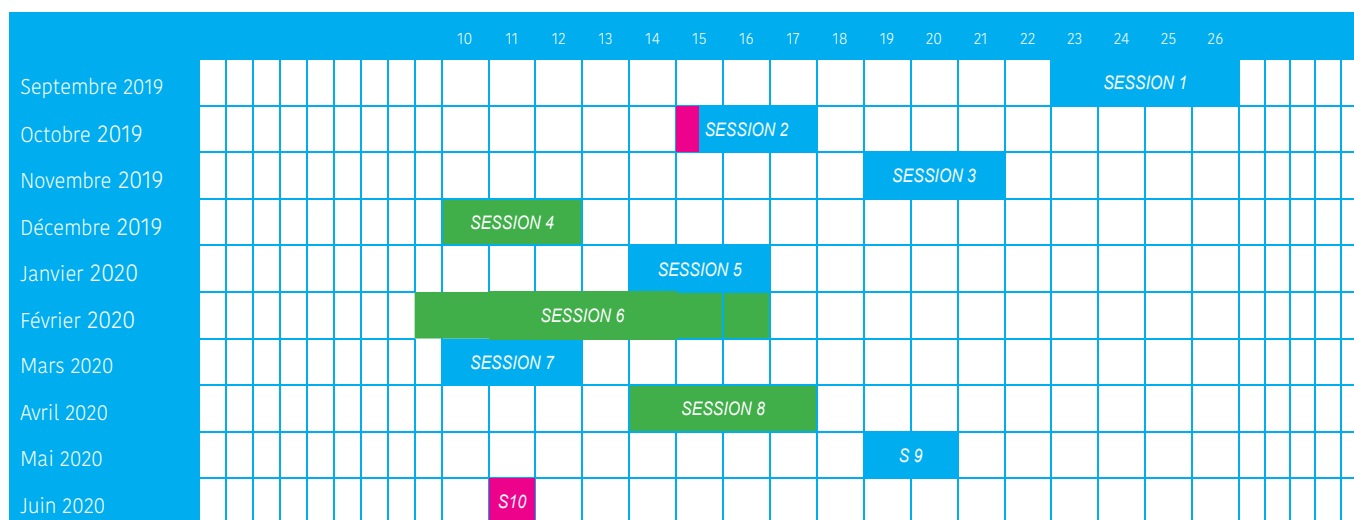 10 11 12 13 14 15 16 17 18 19 20 21 22 23 24 25 26
Septembre 2019 SESSION 1
Octobre 2019 SESSION 2
Novembre 2019 SESSION 3
Décembre 2019 SESSION 4
Janvier 2020 SESSION 5
Février 2020 SESSION 6
Mars 2020 SESSION 7
Avril 2020 SESSION 8
Mai 2020 S 9
Juin 2020 S10